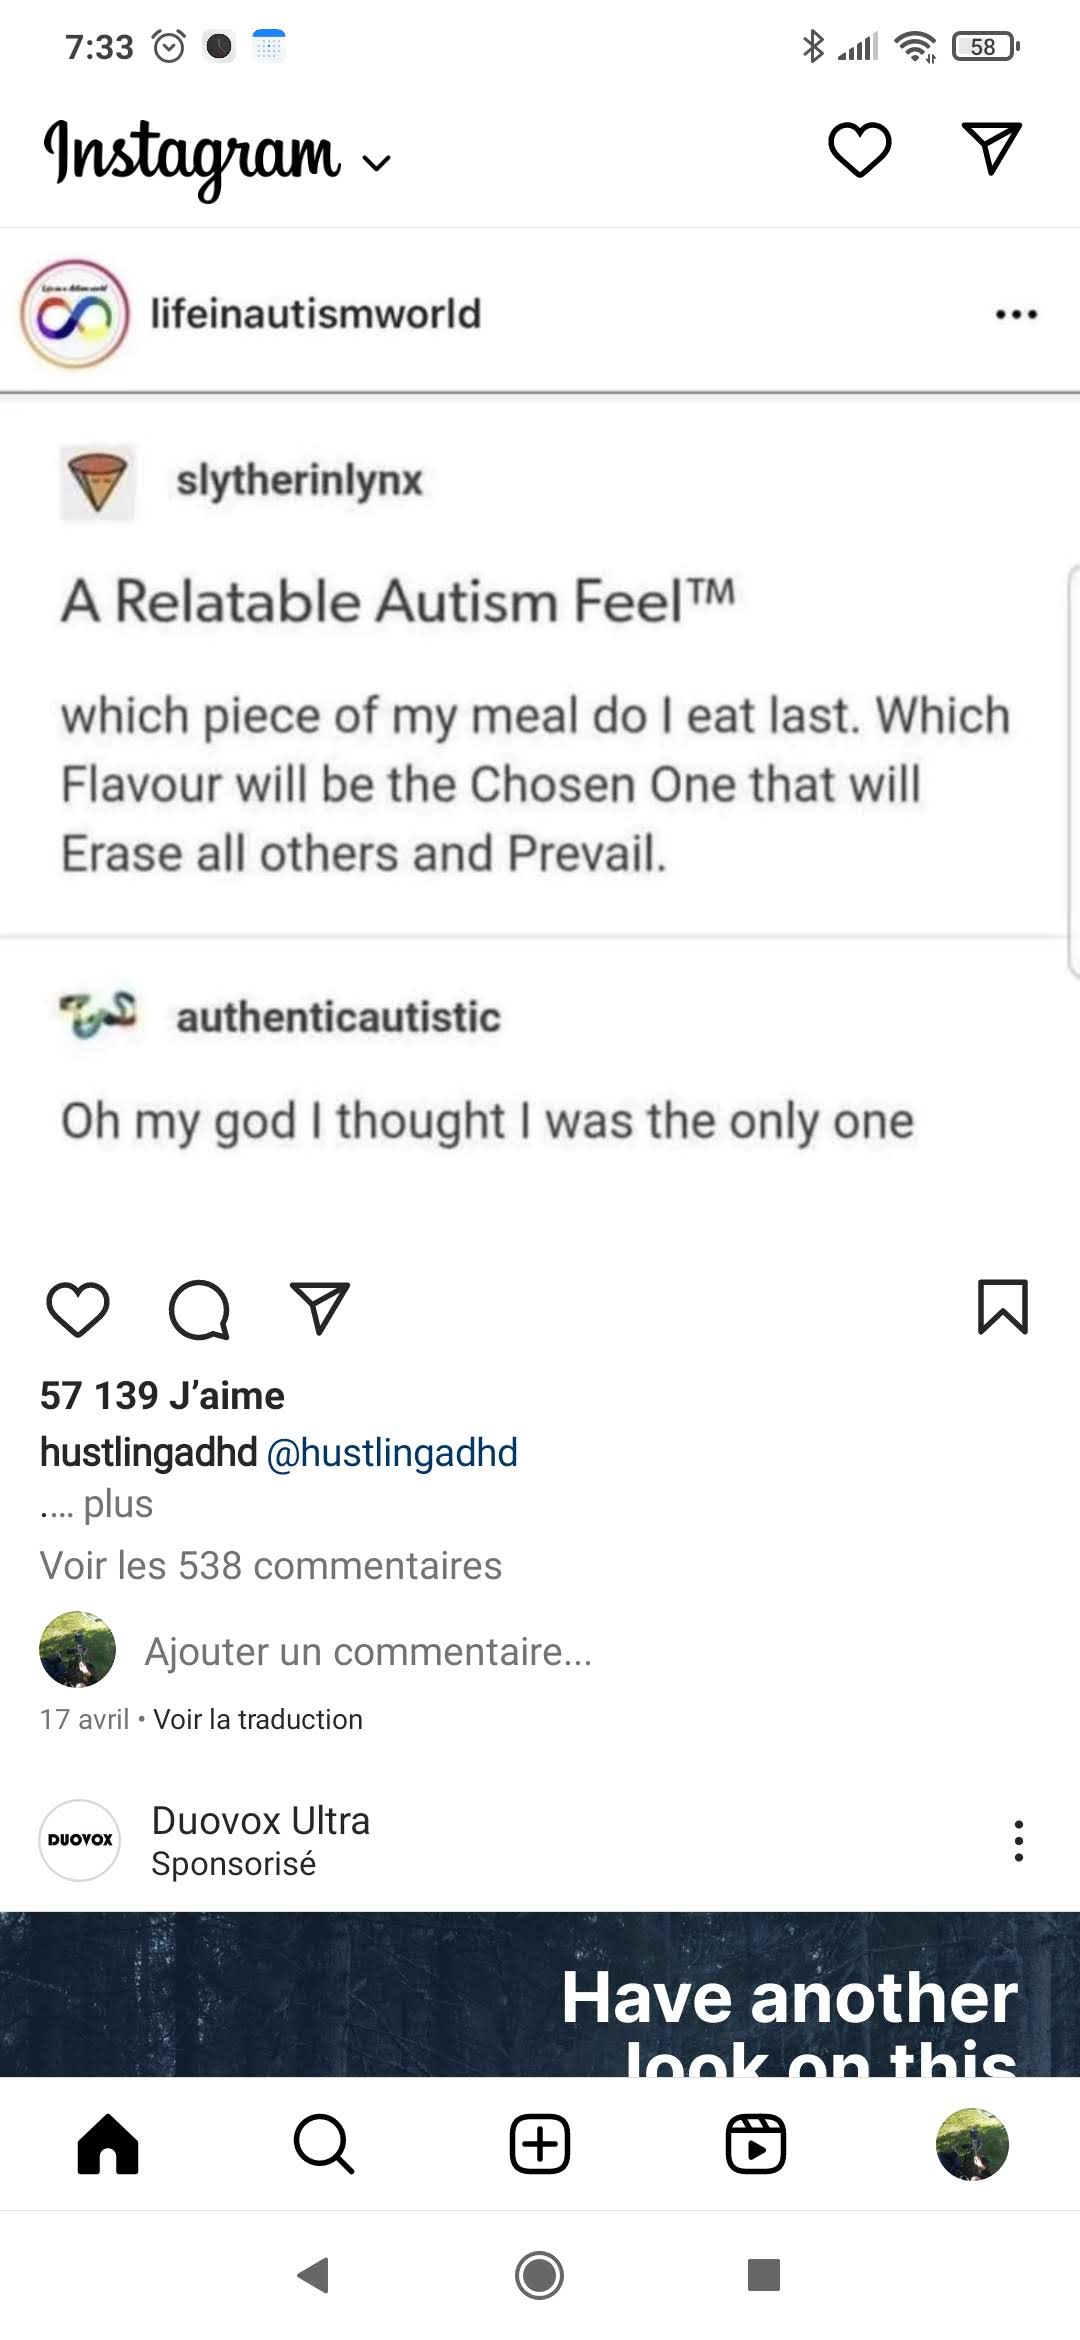 7:33
58
Instagram
lifeinautismworld
slytherinlynx
A Relatable Autism Feel™
which piece of my meal do I eat last. Which
Flavour will be the Chosen One that will
Erase all others and Prevail.
authenticautistic
Oh my god I thought I was the only one
57 139 J’aime
hustlingadhd @hustlingadhd
.... plus
Voir les 538 commentaires
Ajouter un commentaire...
17 avril • Voir la traduction
DUOVOX
Duovox Ultra
Sponsorisé
Have another
look on this